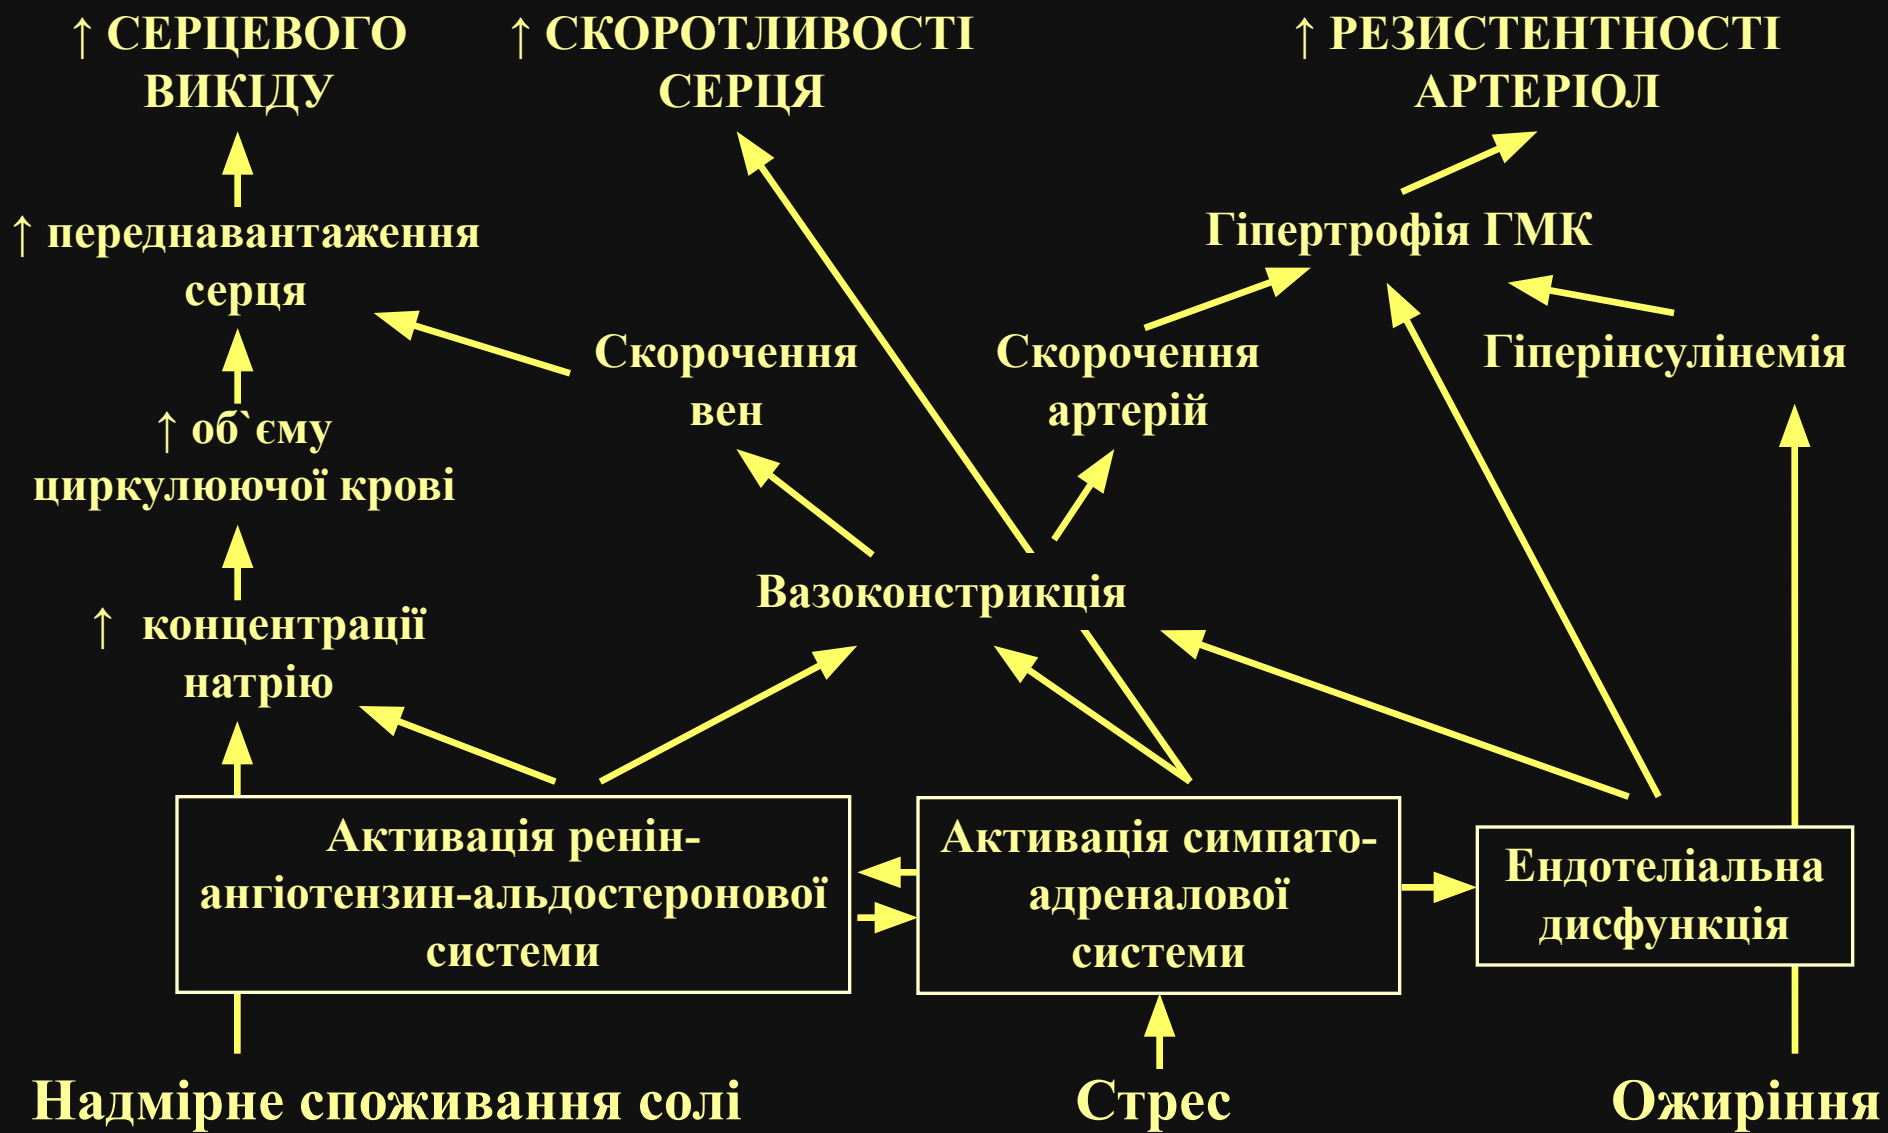 ↑ СЕРЦЕВОГО
ВИКІДУ
↑ СКОРОТЛИВОСТІ
СЕРЦЯ
↑ РЕЗИСТЕНТНОСТІ
АРТЕРІОЛ
↑ переднавантаження
серця
Гіпертрофія ГМК
Скорочення
вен
Скорочення
артерій
Гіперінсулінемія
↑ об`єму
циркулюючої крові
Вазоконстрикція
↑ концентрації
натрію
Активація ренін-
ангіотензин-альдостеронової
системи
Активація симпато-
адреналової
системи
Ендотеліальна
дисфункція
Надмірне споживання солі
Стрес
Ожиріння